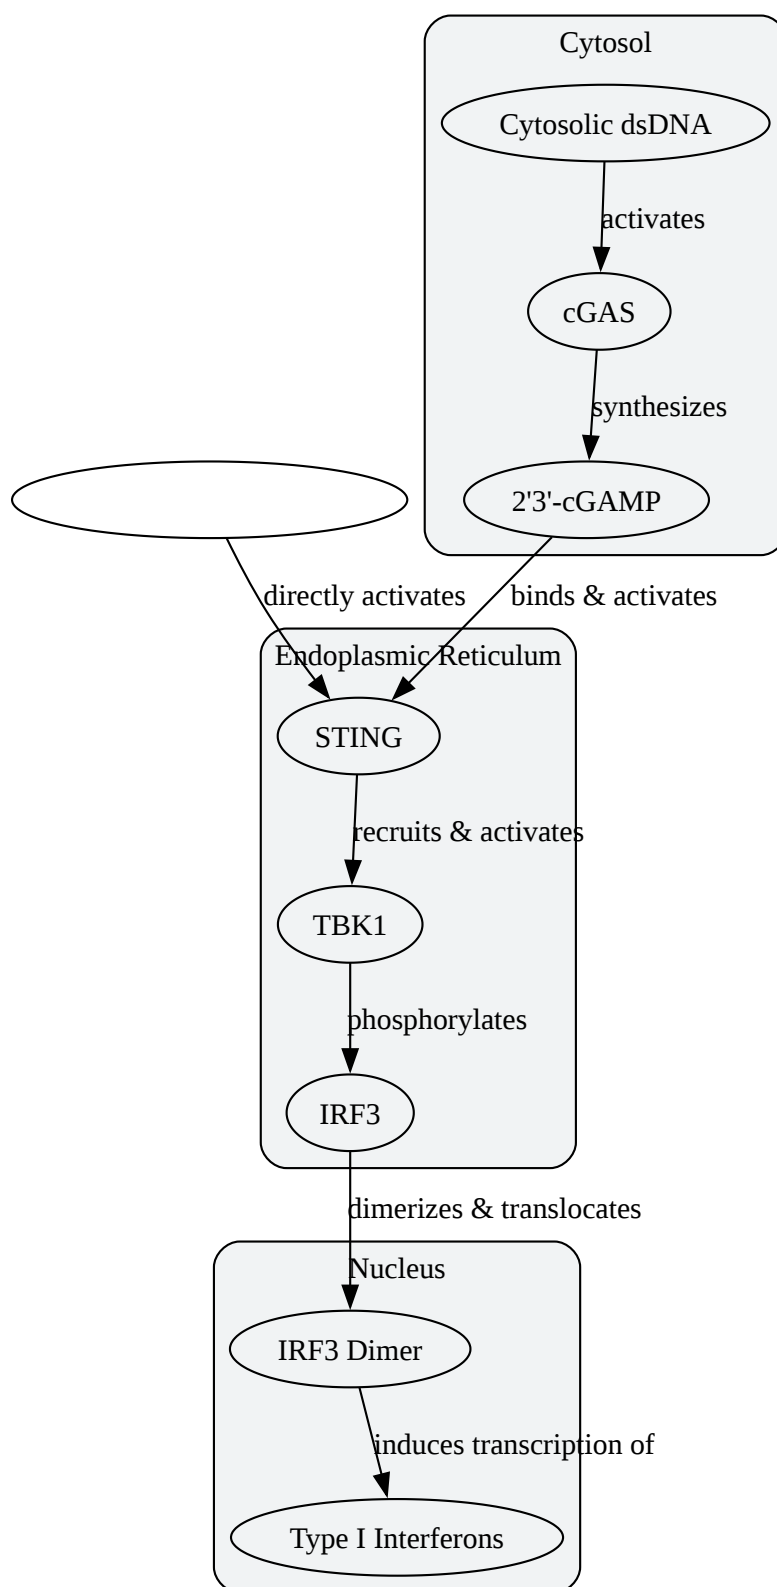 Cytosol
Cytosolic dsDNA
activates
cGAS
synthesizes
2'3'-cGAMP
directly activates
binds & activates
Endoplasmic Reticulum
STING
recruits & activates
TBK1
phosphorylates
IRF3
dimerizes & translocates
Nucleus
IRF3 Dimer
induces transcription of
Type I Interferons